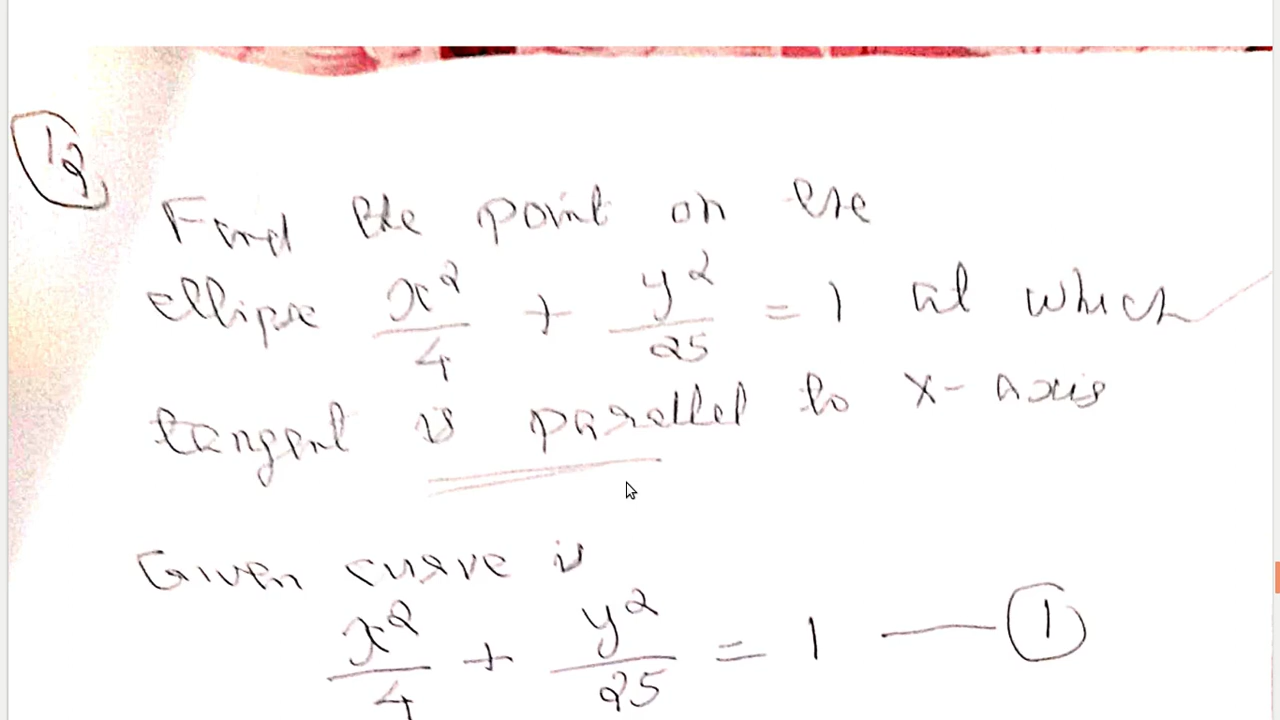 12
Find the point on the
ellipse x²/4 + y²/25 = 1 at which
tangent is parallel to x-axis
Given curve is
x²/4 + y²/25 = 1 —— ①